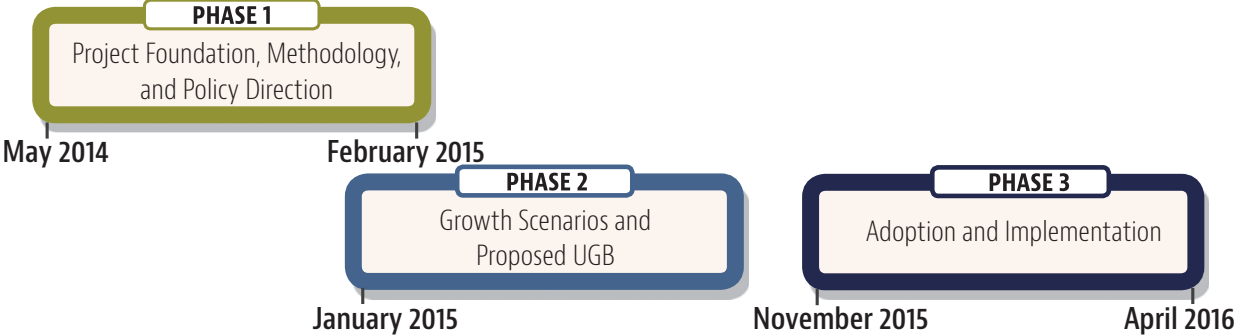 PHASE 1
Project Foundation, Methodology,
and Policy Direction
May 2014
February 2015
PHASE 2
Growth Scenarios and
Proposed UGB
January 2015
PHASE 3
Adoption and Implementation
November 2015
April 2016